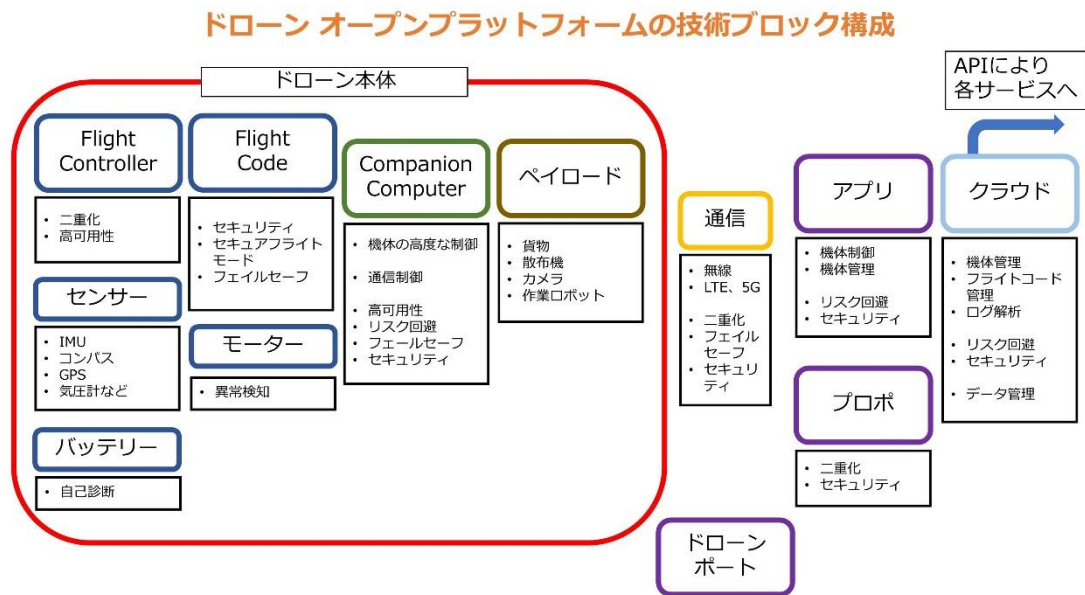 ドローン オープンプラットフォームの技術ブロック構成
ドローン本体
APIにより
各サービスへ
Flight
Controller
・ 二重化
・ 高可用性
センサー
・ IMU
・ コンパス
・ GPS
・ 気圧計など
バッテリー
・ 自己診断
Flight
Code
・ セキュリティ
・ セキュアフライト
モード
・ フェイルセーフ
モーター
・ 異常検知
Companion
Computer
・ 機体の高度な制御
・ 通信制御
・ 高可用性
・ リスク回避
・ フェールセーフ
・ セキュリティ
ペイロード
・ 貨物
・ 散布機
・ カメラ
・ 作業ロボット
通信
・ 無線
・ LTE、5G
・ 二重化
・ フェイル
セーフ
・ セキュリ
ティ
アプリ
・ 機体制御
・ 機体管理
・ リスク回避
・ セキュリティ
プロポ
・ 二重化
・ セキュリティ
クラウド
・ 機体管理
・ フライトコード
管理
・ ログ解析
・ リスク回避
・ セキュリティ
・ データ管理
ドローン
ポート